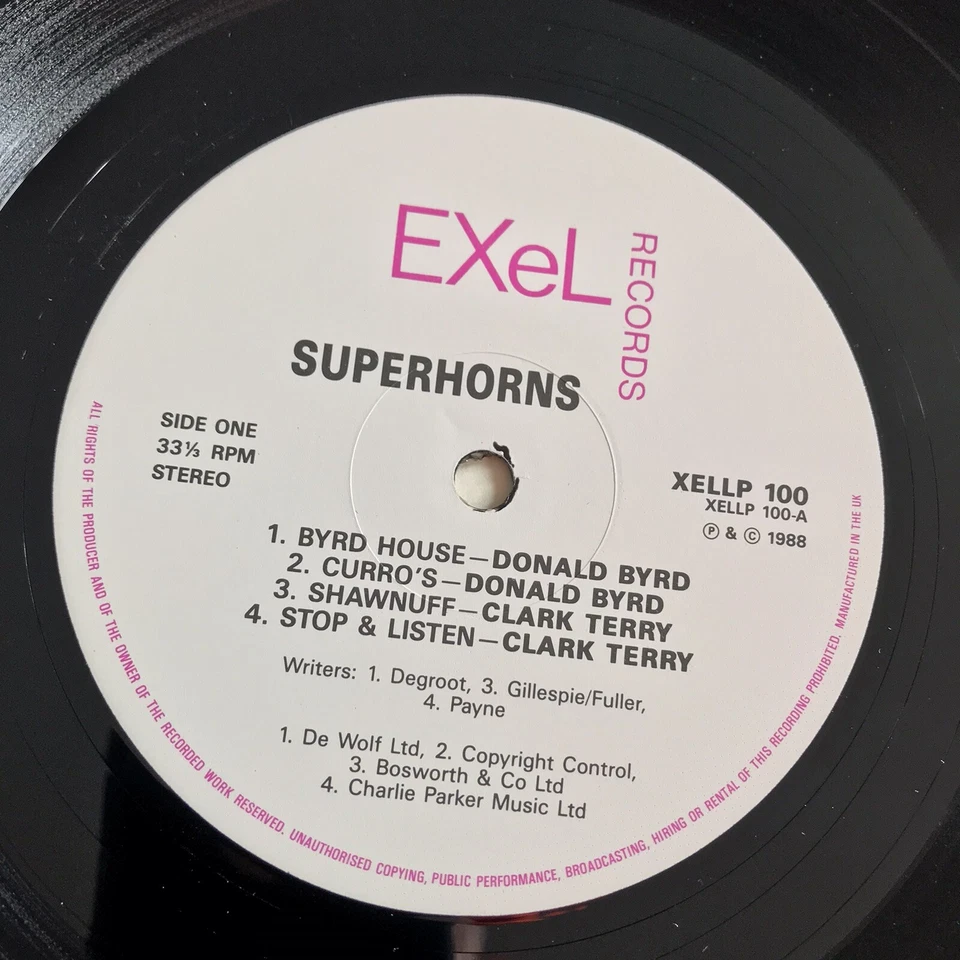 EXeL
RECORDS
SUPERHORNS
SIDE ONE
33⅓ RPM
STEREO
XELLP 100
XELLP 100-A
Ⓟ & © 1988
1. BYRD HOUSE—DONALD BYRD
2. CURRO'S—DONALD BYRD
3. SHAWNUFF—CLARK TERRY
4. STOP & LISTEN—CLARK TERRY
Writers: 1. Degroot, 3. Gillespie/Fuller,
4. Payne
1. De Wolf Ltd, 2. Copyright Control,
3. Bosworth & Co Ltd
4. Charlie Parker Music Ltd
ALL RIGHTS OF THE PRODUCER AND OF THE OWNER OF THE RECORDED WORK RESERVED. UNAUTHORISED COPYING, PUBLIC PERFORMANCE, BROADCASTING, HIRING OR RENTAL OF THIS RECORDING PROHIBITED. MANUFACTURED IN THE UK